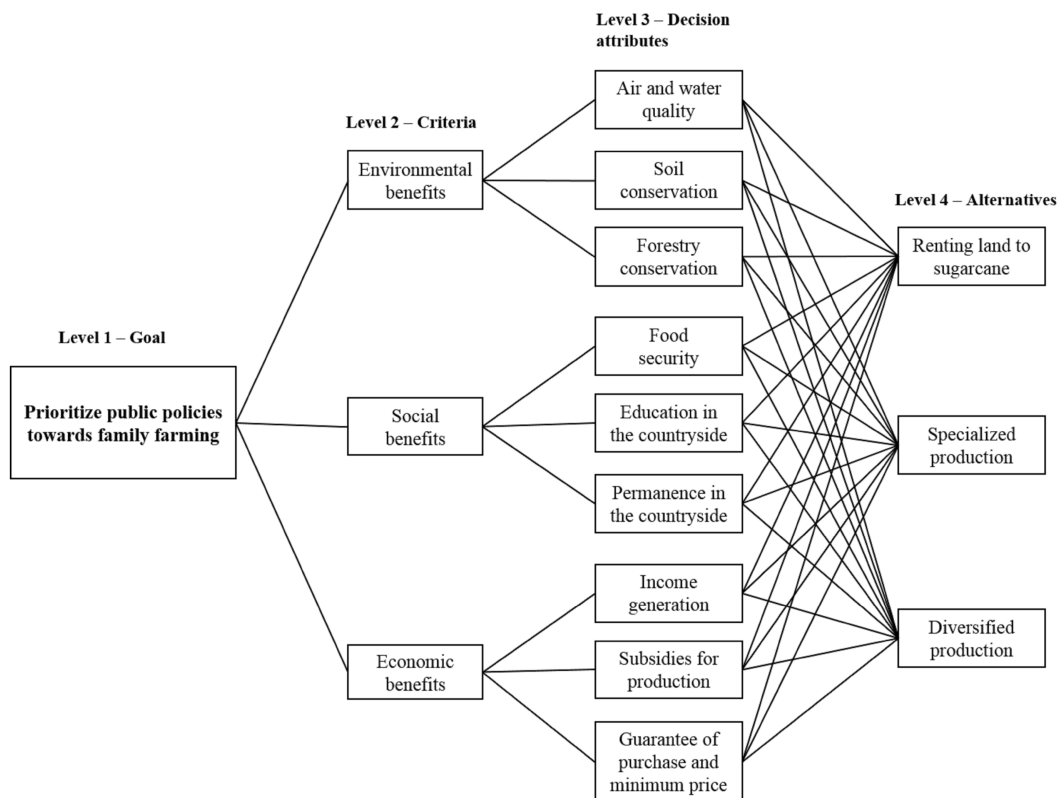 Level 1 – Goal
Prioritize public policies
towards family farming
Level 2 – Criteria
Environmental
benefits
Social
benefits
Economic
benefits
Level 3 – Decision
attributes
Air and water
quality
Soil
conservation
Forestry
conservation
Food
security
Education in
the countryside
Permanence in
the countryside
Income
generation
Subsidies for
production
Guarantee of
purchase and
minimum price
Level 4 – Alternatives
Renting land to
sugarcane
Specialized
production
Diversified
production